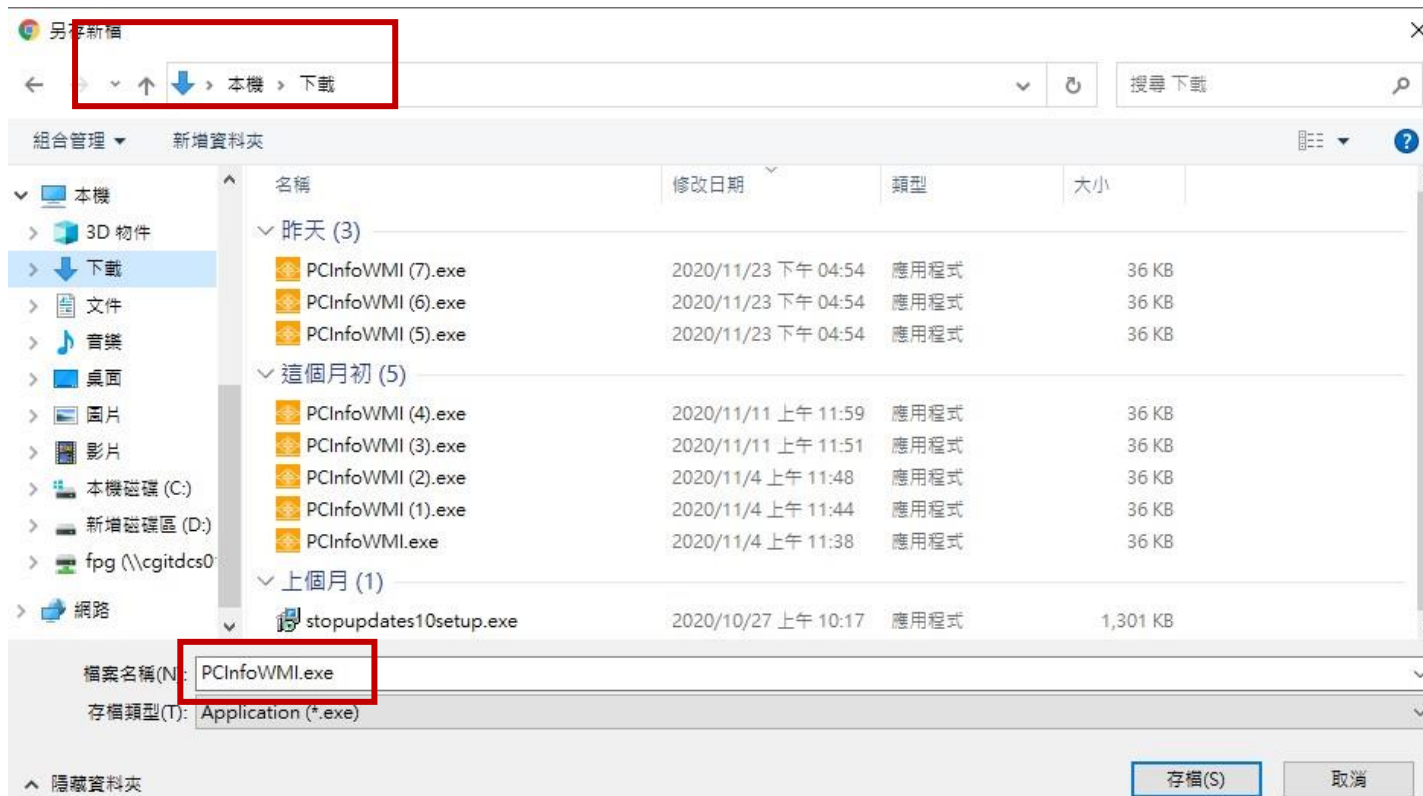 另存新檔
本機 › 下載
搜尋 下載
組合管理 新增資料夾
名稱 修改日期 類型 大小
本機
3D 物件
下載
文件
音樂
桌面
圖片
影片
本機磁碟 (C:)
新增磁碟區 (D:)
fpg (\\cgitdcs0
網路
昨天 (3)
PCInfoWMI (7).exe 2020/11/23 下午 04:54 應用程式 36 KB
PCInfoWMI (6).exe 2020/11/23 下午 04:54 應用程式 36 KB
PCInfoWMI (5).exe 2020/11/23 下午 04:54 應用程式 36 KB
這個月初 (5)
PCInfoWMI (4).exe 2020/11/11 上午 11:59 應用程式 36 KB
PCInfoWMI (3).exe 2020/11/11 上午 11:51 應用程式 36 KB
PCInfoWMI (2).exe 2020/11/4 上午 11:48 應用程式 36 KB
PCInfoWMI (1).exe 2020/11/4 上午 11:44 應用程式 36 KB
PCInfoWMI.exe 2020/11/4 上午 11:38 應用程式 36 KB
上個月 (1)
stopupdates10setup.exe 2020/10/27 上午 10:17 應用程式 1,301 KB
檔案名稱(N): PCInfoWMI.exe
存檔類型(T): Application (*.exe)
隱藏資料夾 存檔(S) 取消